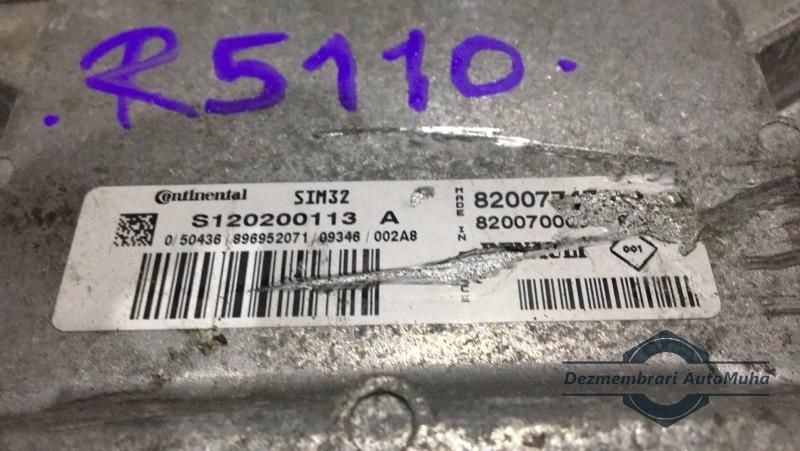 R5110.
Continental SIM32
S120200113 A
0/50436/896952071/09346/002A8
MADE IN
001
Dezmembrari AutoMuha